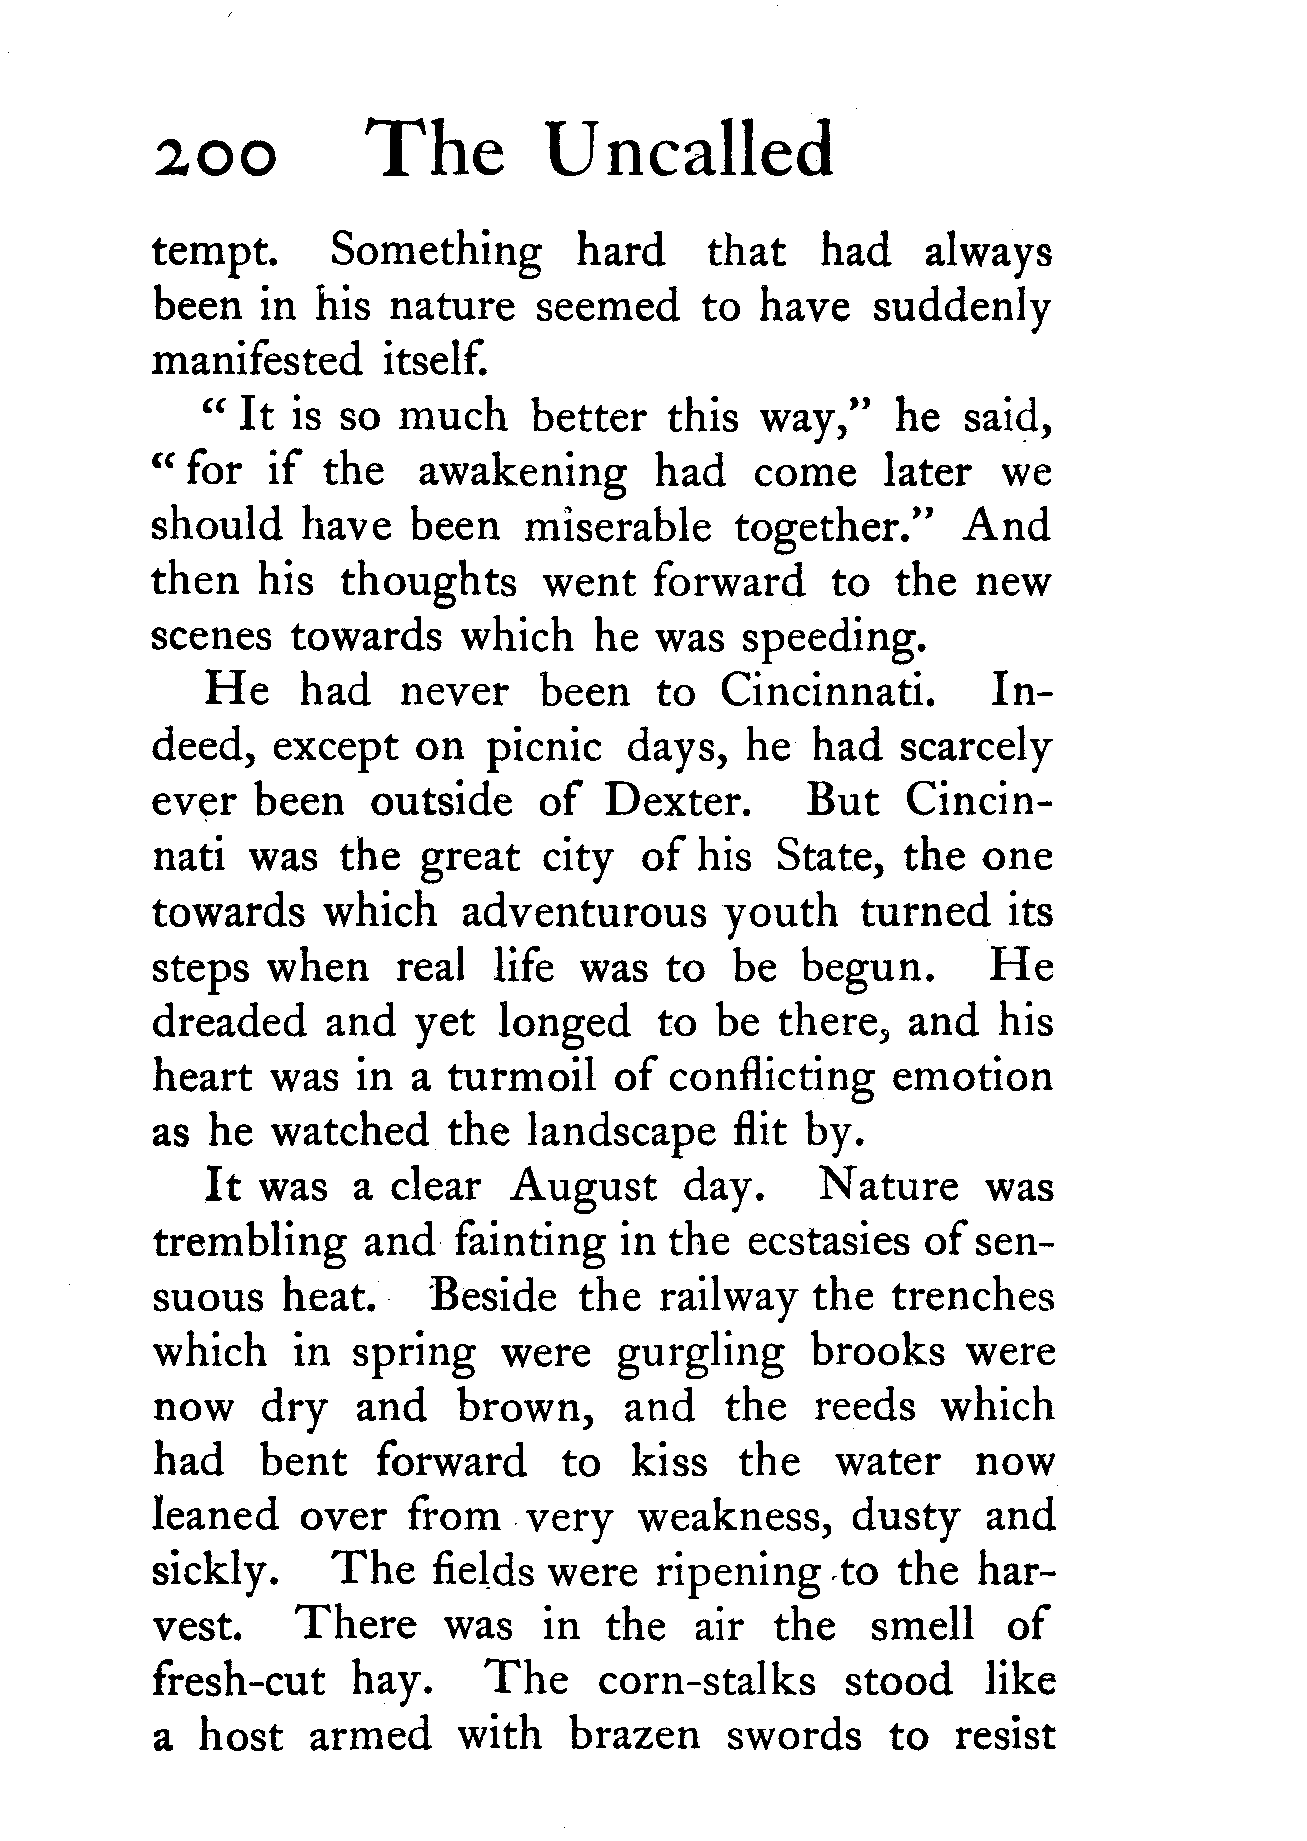 200 The Uncalled
tempt. Something hard that had always
been in his nature seemed to have suddenly
manifested itself.
“ It is so much better this way,” he said,
“ for if the awakening had come later we
should have been miserable together.” And
then his thoughts went forward to the new
scenes towards which he was speeding.
He had never been to Cincinnati. In-
deed, except on picnic days, he had scarcely
ever been outside of Dexter. But Cincin-
nati was the great city of his State, the one
towards which adventurous youth turned its
steps when real life was to be begun. He
dreaded and yet longed to be there, and his
heart was in a turmoil of conflicting emotion
as he watched the landscape flit by.
It was a clear August day. Nature was
trembling and fainting in the ecstasies of sen-
suous heat. Beside the railway the trenches
which in spring were gurgling brooks were
now dry and brown, and the reeds which
had bent forward to kiss the water now
leaned over from very weakness, dusty and
sickly. The fields were ripening to the har-
vest. There was in the air the smell of
fresh-cut hay. The corn-stalks stood like
a host armed with brazen swords to resist